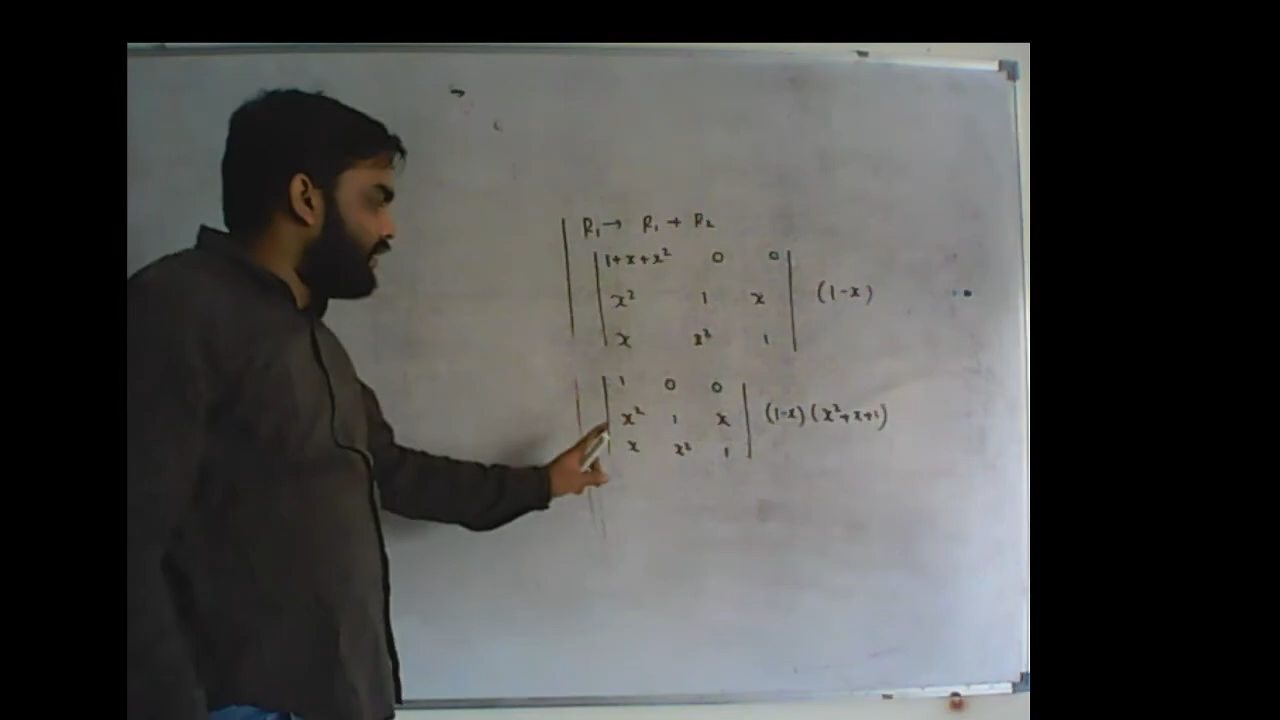 R₁ → R₁ + R₂
| 1+x+x² 0 0 |
| x² 1 x | (1-x)
| x x² 1 |
| 1 0 0 |
| x² 1 x | (1-x)(x²+x+1)
| x x² 1 |